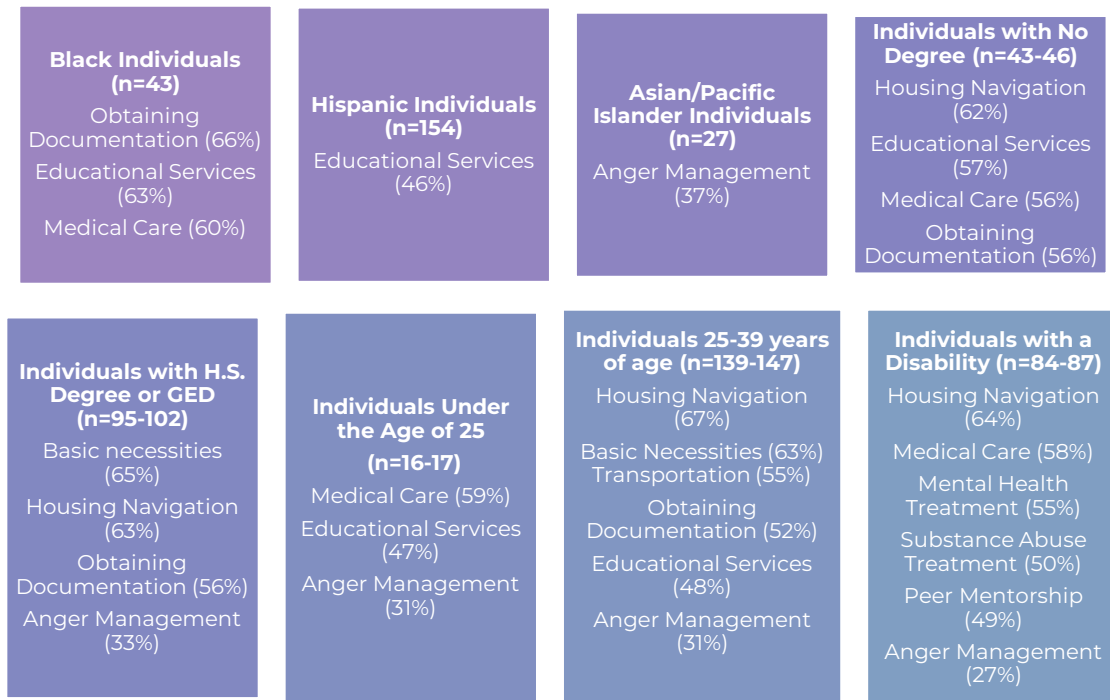 Black Individuals
(n=43)
Obtaining
Documentation (66%)
Educational Services
(63%)
Medical Care (60%)
Hispanic Individuals
(n=154)
Educational Services
(46%)
Asian/Pacific
Islander Individuals
(n=27)
Anger Management
(37%)
Individuals with No
Degree (n=43-46)
Housing Navigation
(62%)
Educational Services
(57%)
Medical Care (56%)
Obtaining
Documentation (56%)
Individuals with H.S.
Degree or GED
(n=95-102)
Basic necessities
(65%)
Housing Navigation
(63%)
Obtaining
Documentation (56%)
Anger Management
(33%)
Individuals Under
the Age of 25
(n=16-17)
Medical Care (59%)
Educational Services
(47%)
Anger Management
(31%)
Individuals 25-39 years
of age (n=139-147)
Housing Navigation
(67%)
Basic Necessities (63%)
Transportation (55%)
Obtaining
Documentation (52%)
Educational Services
(48%)
Anger Management
(31%)
Individuals with a
Disability (n=84-87)
Housing Navigation
(64%)
Medical Care (58%)
Mental Health
Treatment (55%)
Substance Abuse
Treatment (50%)
Peer Mentorship
(49%)
Anger Management
(27%)